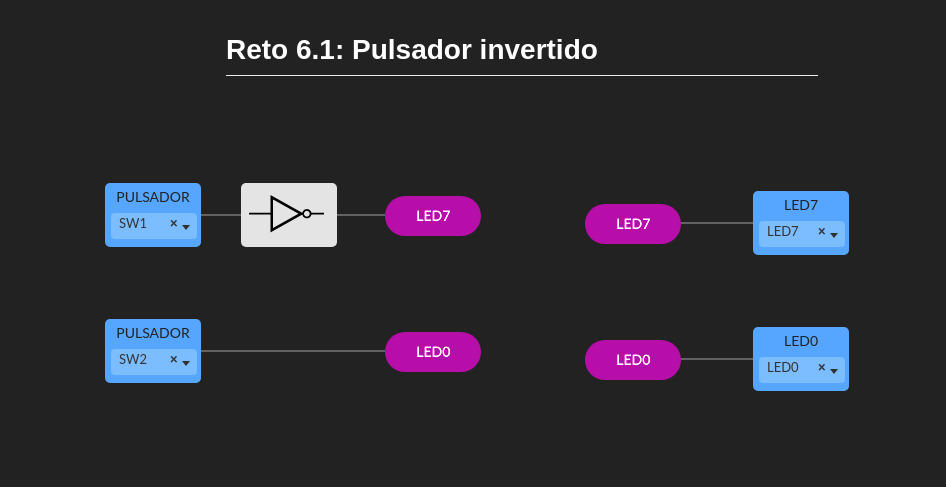 Reto 6.1: Pulsador invertido
PULSADOR
SW1 ×
LED7
LED7
LED7
LED7 ×
PULSADOR
SW2 ×
LED0
LED0
LED0
LED0 ×